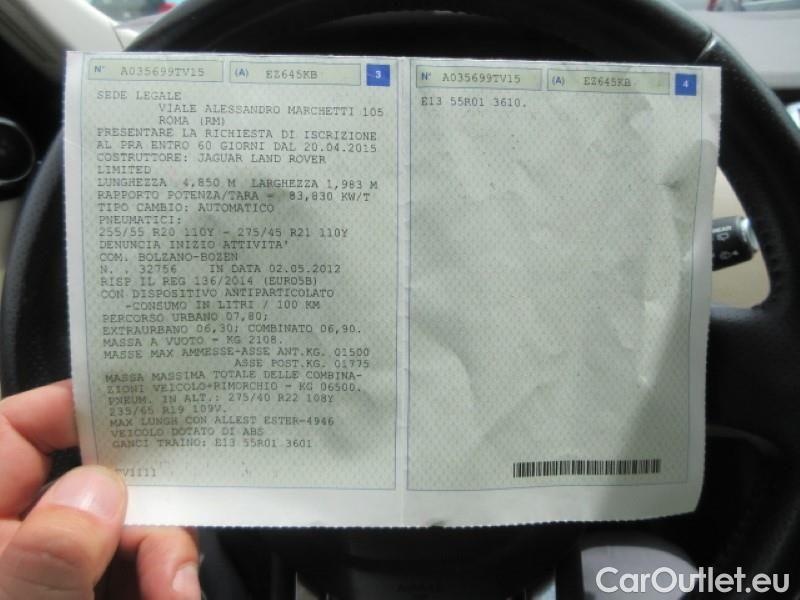 N° A035699TV15 (A) EZ645KB 3
SEDE LEGALE
VIALE ALESSANDRO MARCHETTI 105
ROMA (RM)
PRESENTARE LA RICHIESTA DI ISCRIZIONE
AL PRA ENTRO 60 GIORNI DAL 20.04.2015
COSTRUTTORE: JAGUAR LAND ROVER
LIMITED
LUNGHEZZA 4,850 M LARGHEZZA 1,983 M
RAPPORTO POTENZA/TARA = 83,830 KW/T
TIPO CAMBIO: AUTOMATICO
PNEUMATICI:
255/55 R20 110Y - 275/45 R21 110Y
DENUNCIA INIZIO ATTIVITA'
COM. BOLZANO-BOZEN
N. . 32756 IN DATA 02.05.2012
RISP IL REG 136/2014 (EURO5B)
CON DISPOSITIVO ANTIPARTICOLATO
-CONSUMO IN LITRI / 100 KM
PERCORSO URBANO 07,80;
EXTRAURBANO 06,30; COMBINATO 06,90.
MASSA A VUOTO - KG 2108.
MASSE MAX AMMESSE-ASSE ANT.KG. 01500
ASSE POST.KG. 01775
MASSA MASSIMA TOTALE DELLE COMBINA-
ZIONI VEICOLO+RIMORCHIO - KG 06500.
PNEUM. IN ALT.: 275/40 R22 108Y
235/65 R19 109V.
MAX LUNGH CON ALLEST ESTER-4946
VEICOLO DOTATO DI ABS
GANCI TRAINO: E13 55R01 3601
TV1111
N° A035699TV15 (A) EZ645KB 4
E13 55R01 3610.
CarOutlet.eu